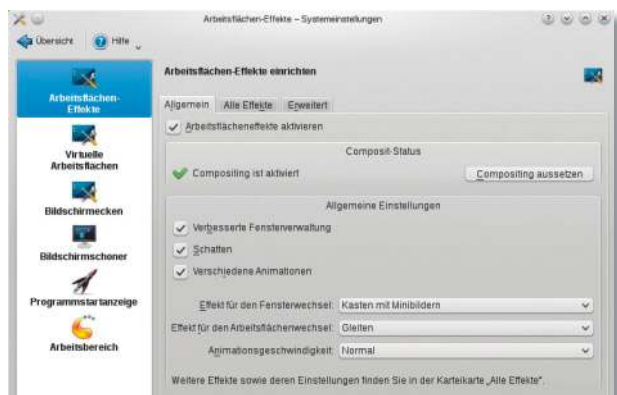 Arbeitsflächen-Effekte – Systemeinstellungen
Übersicht
Hilfe
Arbeitsflächen-
Effekte
Virtuelle
Arbeitsflächen
Bildschirmecken
Bildschirmschoner
Programmstartanzeige
Arbeitsbereich
Arbeitsflächen-Effekte einrichten
Allgemein Alle Effekte Erweitert
Arbeitsflächeneffekte aktivieren
Composit-Status
Compositing ist aktiviert
Compositing aussetzen
Allgemeine Einstellungen
Verbesserte Fensterverwaltung
Schatten
Verschiedene Animationen
Effekt für den Fensterwechsel: Kasten mit Minibildern
Effekt für den Arbeitsflächenwechsel: Gleiten
Animationsgeschwindigkeit: Normal
Weitere Effekte sowie deren Einstellungen finden Sie in der Karteikarte „Alle Effekte".